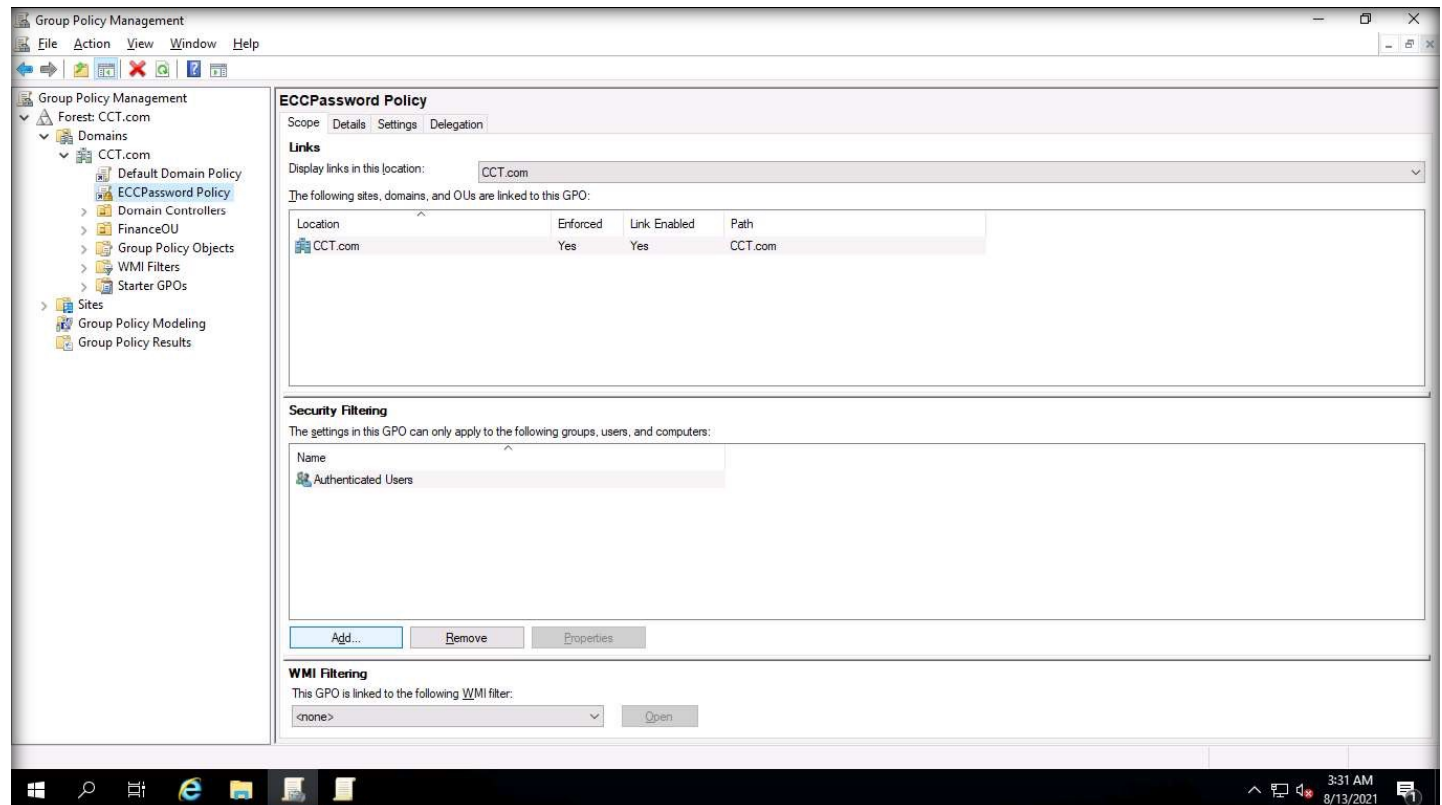 Group Policy Management
File Action View Window Help
Group Policy Management
Forest: CCT.com
Domains
CCT.com
Default Domain Policy
ECCPassword Policy
Domain Controllers
FinanceOU
Group Policy Objects
WMI Filters
Starter GPOs
Sites
Group Policy Modeling
Group Policy Results
ECCPassword Policy
Scope Details Settings Delegation
Links
Display links in this location: CCT.com
The following sites, domains, and OUs are linked to this GPO:
Location Enforced Link Enabled Path
CCT.com Yes Yes CCT.com
Security Filtering
The settings in this GPO can only apply to the following groups, users, and computers:
Name
Authenticated Users
Add... Remove Properties
WMI Filtering
This GPO is linked to the following WMI filter:
<none> Open
3:31 AM
8/13/2021
1